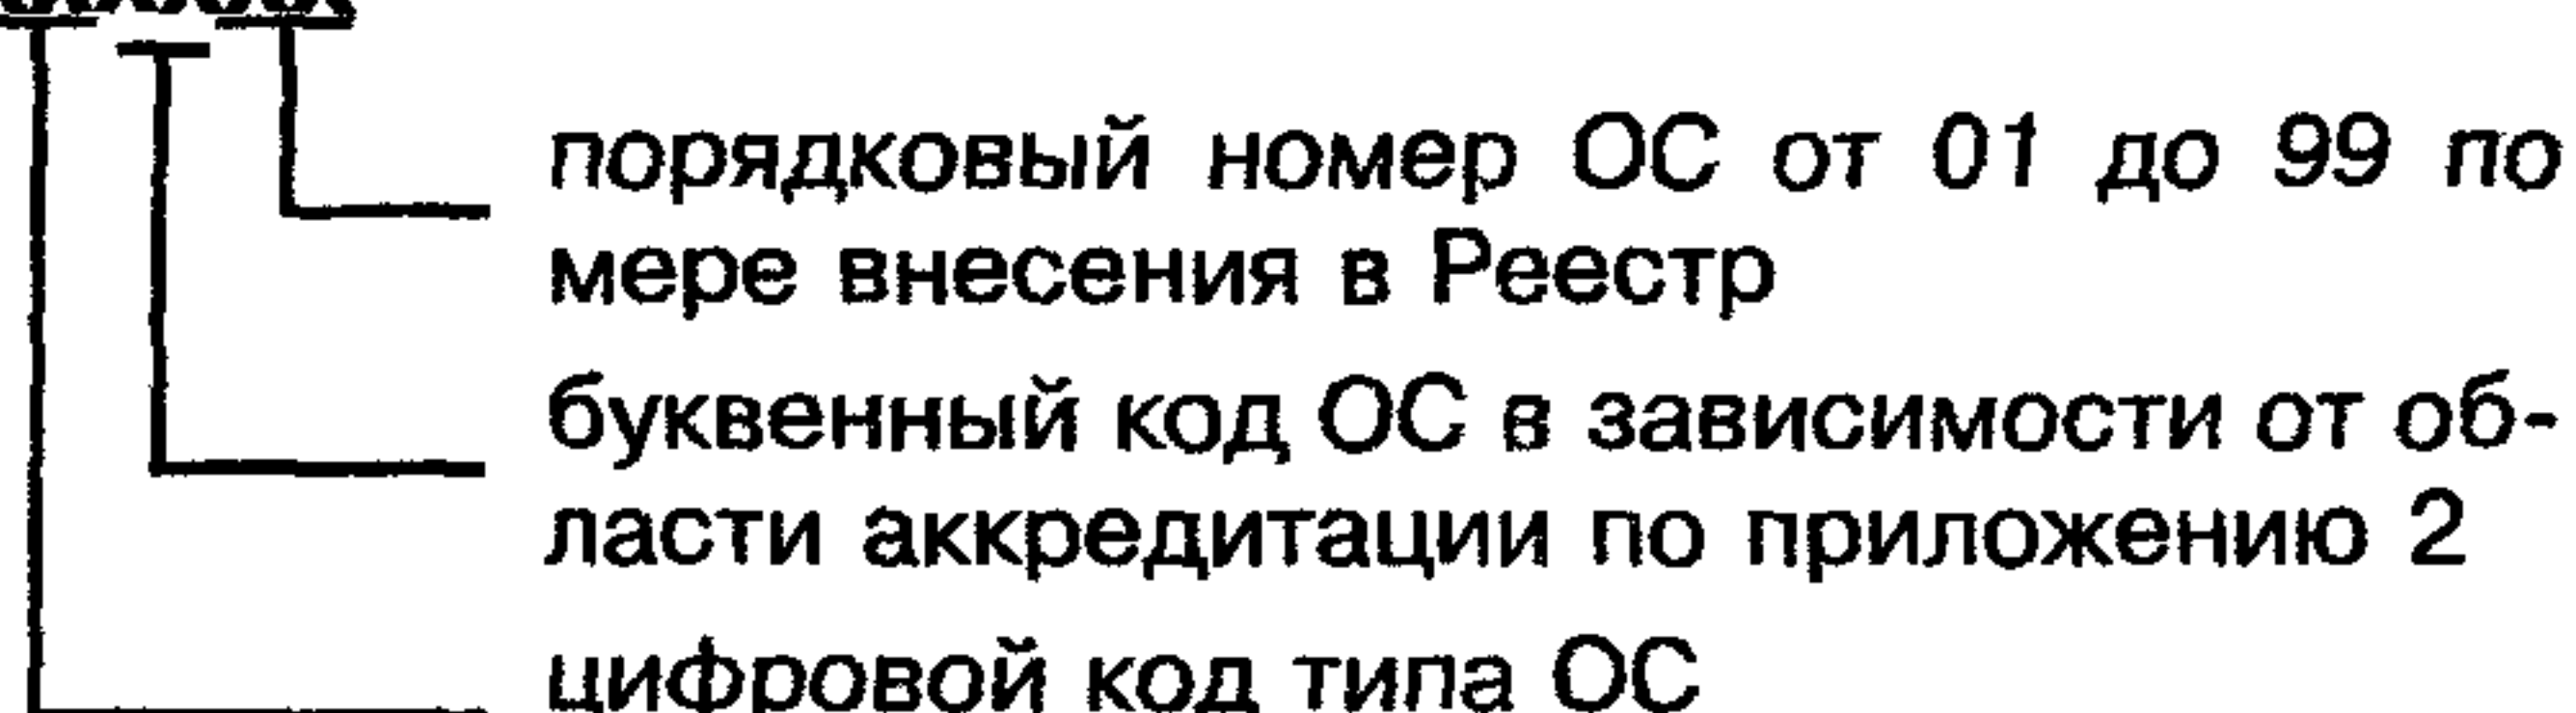 порядковый номер ОС от 01 до 99 по
мере внесения в Реестр
буквенный код ОС в зависимости от об-
ласти аккредитации по приложению 2
цифровой код типа ОС